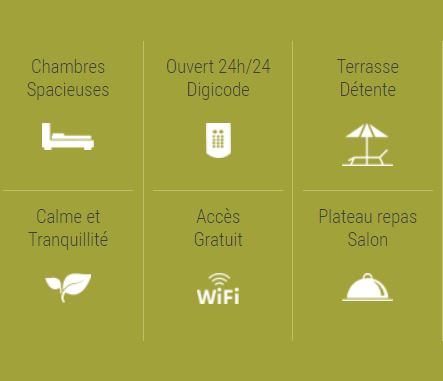 Chambres
Spacieuses
Ouvert 24h/24
Digicode
Terrasse
Détente
Calme et
Tranquillité
Accès
Gratuit
WiFi
Plateau repas
Salon